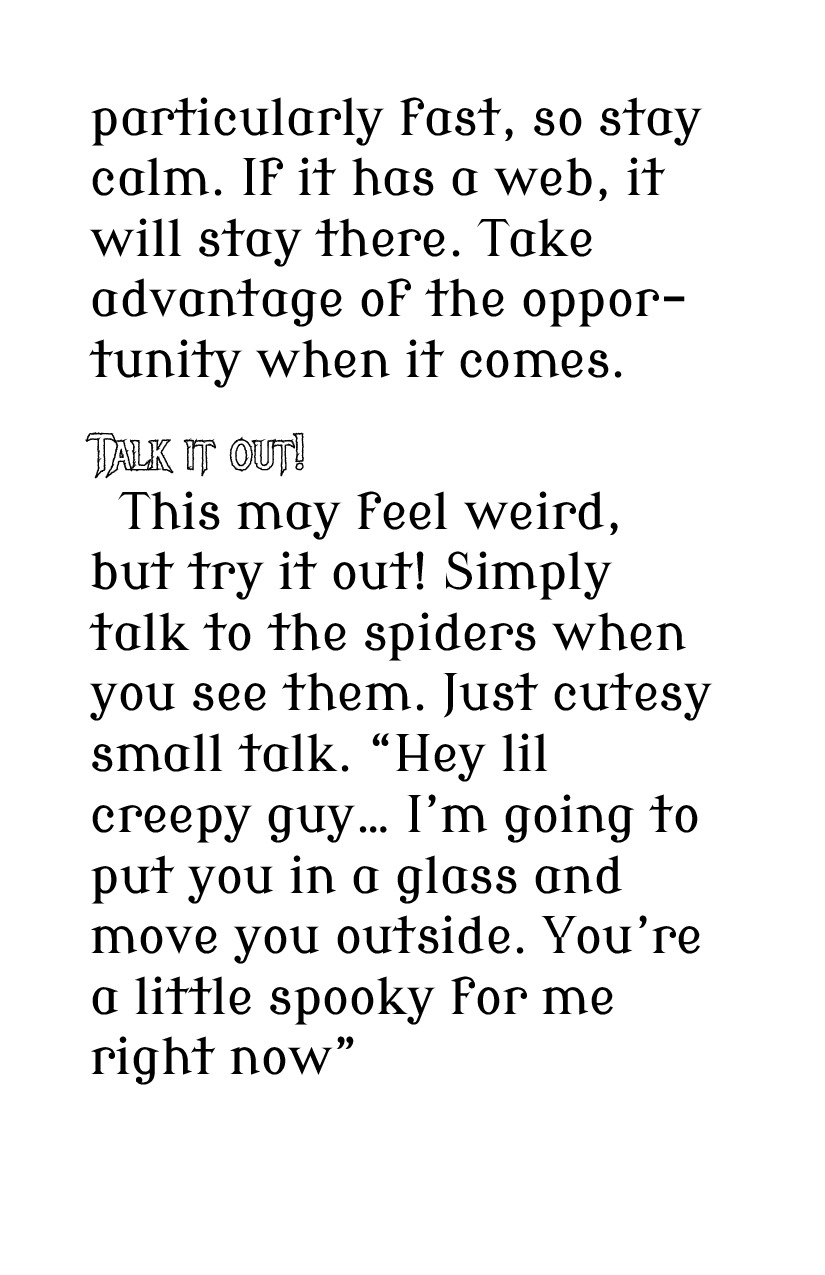 particularly fast, so stay
calm. If it has a web, it
will stay there. Take
advantage of the oppor-
tunity when it comes.
Talk it out!
This may feel weird,
but try it out! Simply
talk to the spiders when
you see them. Just cutesy
small talk. “Hey lil
creepy guy… I’m going to
put you in a glass and
move you outside. You’re
a little spooky for me
right now”